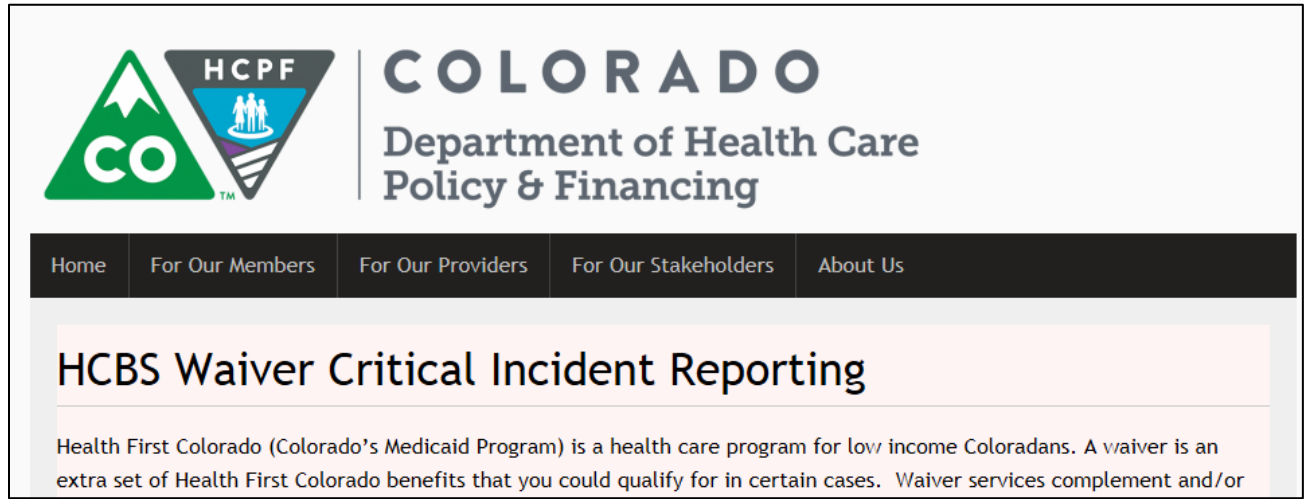 HCPF
CO
TM
COLORADO
Department of Health Care
Policy & Financing
Home For Our Members For Our Providers For Our Stakeholders About Us
HCBS Waiver Critical Incident Reporting
Health First Colorado (Colorado’s Medicaid Program) is a health care program for low income Coloradans. A waiver is an
extra set of Health First Colorado benefits that you could qualify for in certain cases.  Waiver services complement and/or